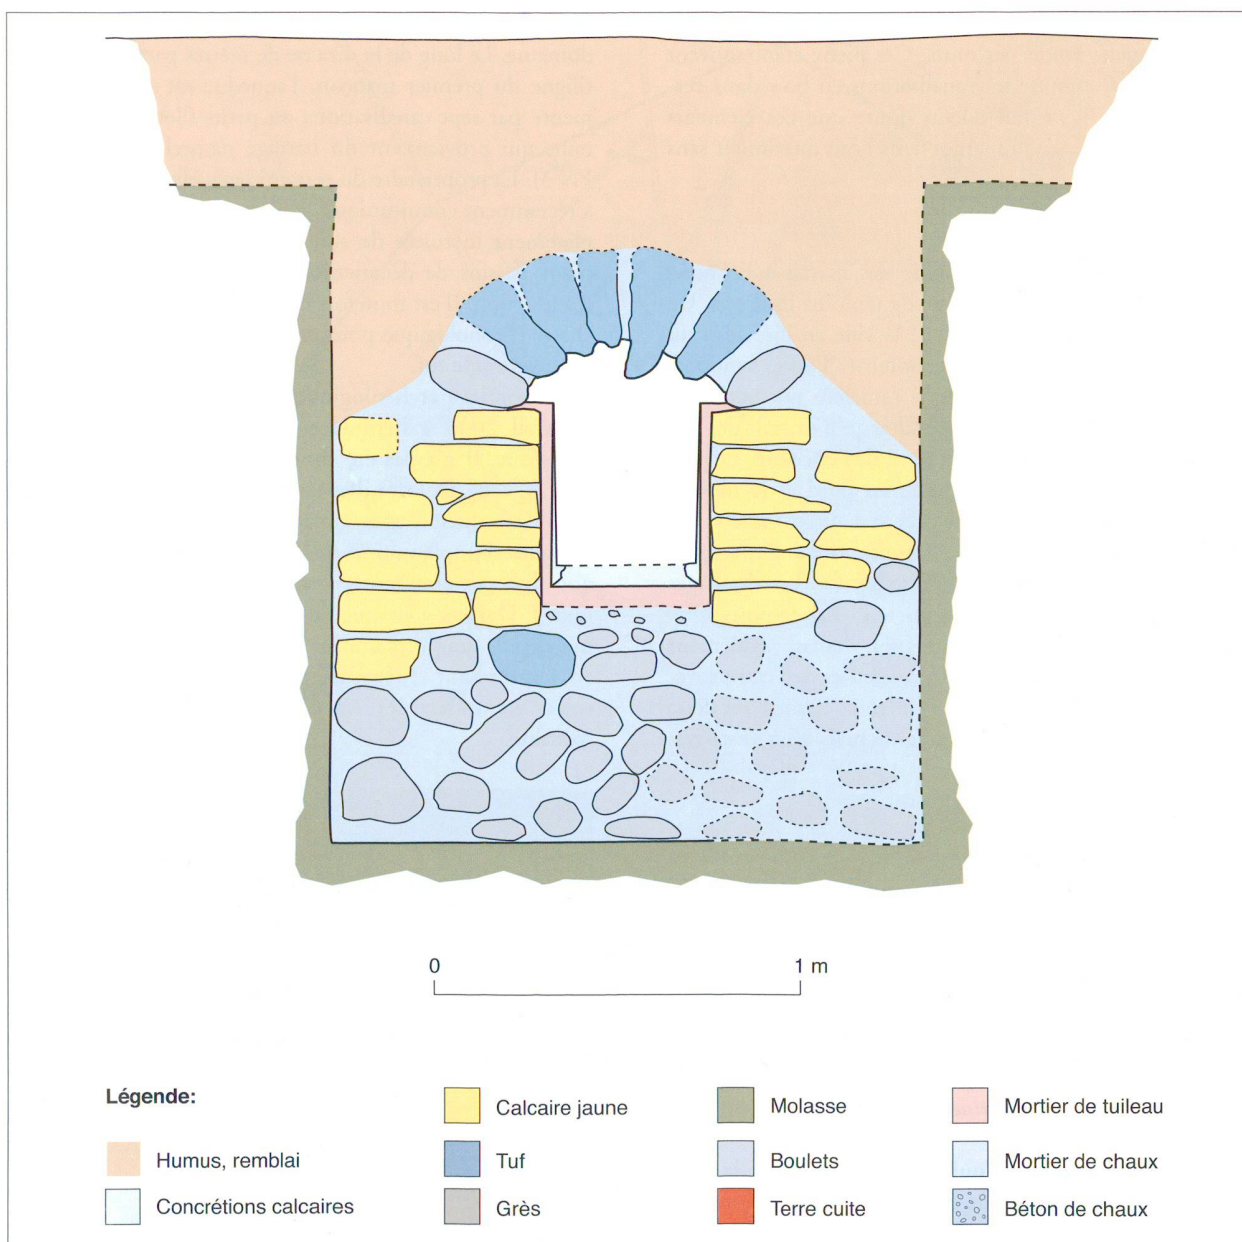 0 1 m
Légende:
Humus, remblai
Concrétions calcaires
Calcaire jaune
Tuf
Grès
Molasse
Boulets
Terre cuite
Mortier de tuileau
Mortier de chaux
Béton de chaux